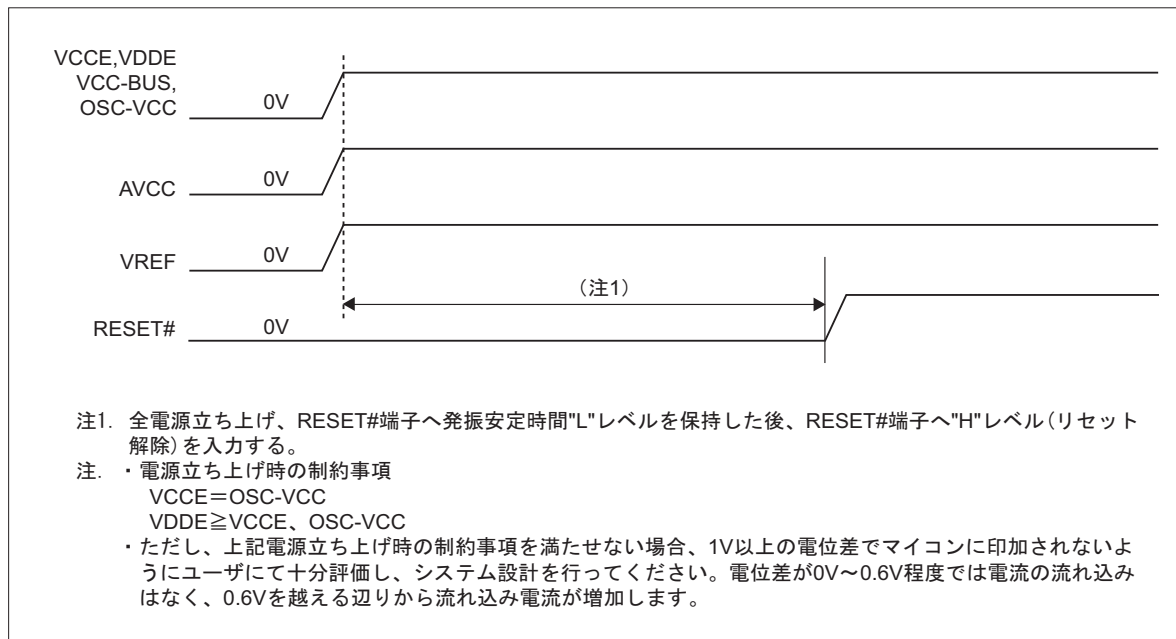 VCCE,VDDE
VCC-BUS,
OSC-VCC
0V
AVCC
0V
VREF
0V
(注1)
RESET#
0V
注1. 全電源立ち上げ、RESET#端子へ発振安定時間"L"レベルを保持した後、RESET#端子へ"H"レベル(リセット
解除)を入力する。
注. ・電源立ち上げ時の制約事項
VCCE=OSC-VCC
VDDE≧VCCE、OSC-VCC
・ただし、上記電源立ち上げ時の制約事項を満たせない場合、1V以上の電位差でマイコンに印加されないよ
うにユーザにて十分評価し、システム設計を行ってください。電位差が0V～0.6V程度では電流の流れ込み
はなく、0.6Vを越える辺りから流れ込み電流が増加します。